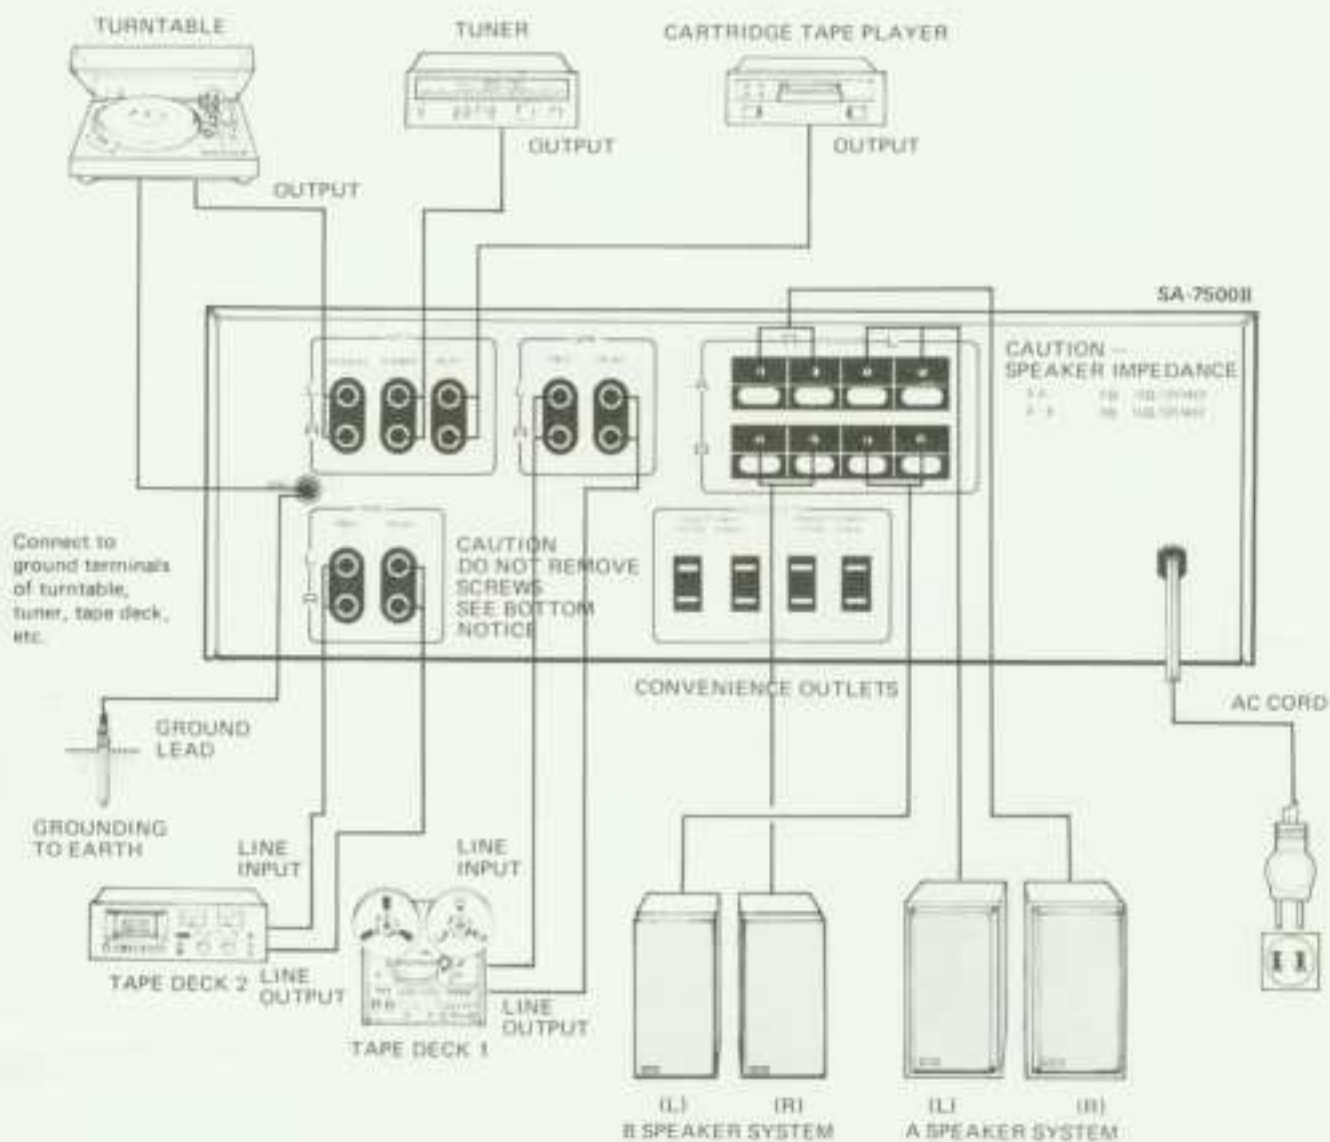 TURNTABLE
TUNER
CARTRIDGE TAPE PLAYER
OUTPUT
OUTPUT
OUTPUT
SA-7500II
CAUTION –
SPEAKER IMPEDANCE
A
B
L
R
Connect to
ground terminals
of turntable,
tuner, tape deck,
etc.
CAUTION
DO NOT REMOVE
SCREWS
SEE BOTTOM
NOTICE
CONVENIENCE OUTLETS
AC CORD
GROUND
LEAD
GROUNDING
TO EARTH
LINE
INPUT
LINE
INPUT
TAPE DECK 2
LINE
OUTPUT
LINE
OUTPUT
TAPE DECK 1
(L)
(R)
(L)
(R)
B SPEAKER SYSTEM
A SPEAKER SYSTEM